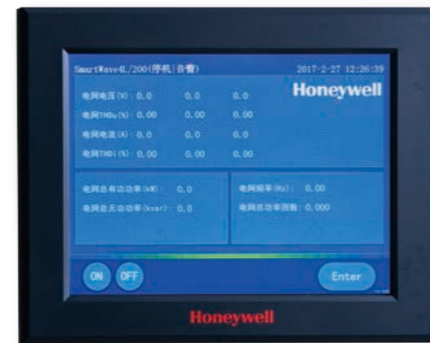 SmartWave4L/200(停机|告警) 2017-2-27 12:26:39
Honeywell
电网电压(V): 0.0 0.0 0.0
电网THDu(%): 0.00 0.00 0.00
电网电流(A): 0.0 0.0 0.0
电网THDi(%): 0.00 0.00 0.00
电网总有功功率(kW): 0.0 电网频率(Hz): 0.00
电网总无功功率(kvar): 0.0 电网总功率因数: 0.000
ON OFF Enter
Honeywell